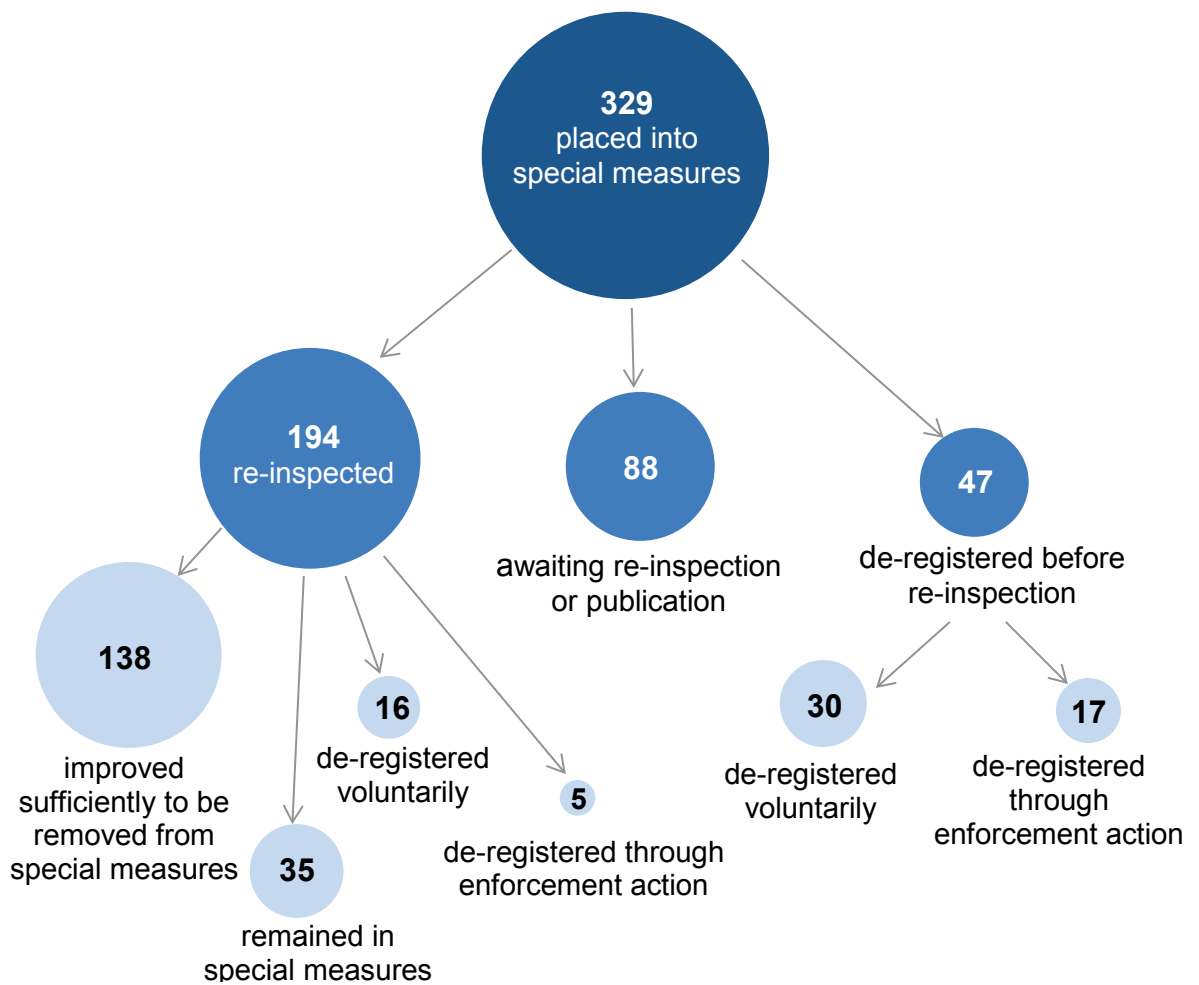 329
placed into
special measures
194
re-inspected
88
awaiting re-inspection
or publication
47
de-registered before
re-inspection
138
improved
sufficiently to be
removed from
special measures
35
remained in
special measures
16
de-registered
voluntarily
5
de-registered through
enforcement action
30
de-registered
voluntarily
17
de-registered
through
enforcement action